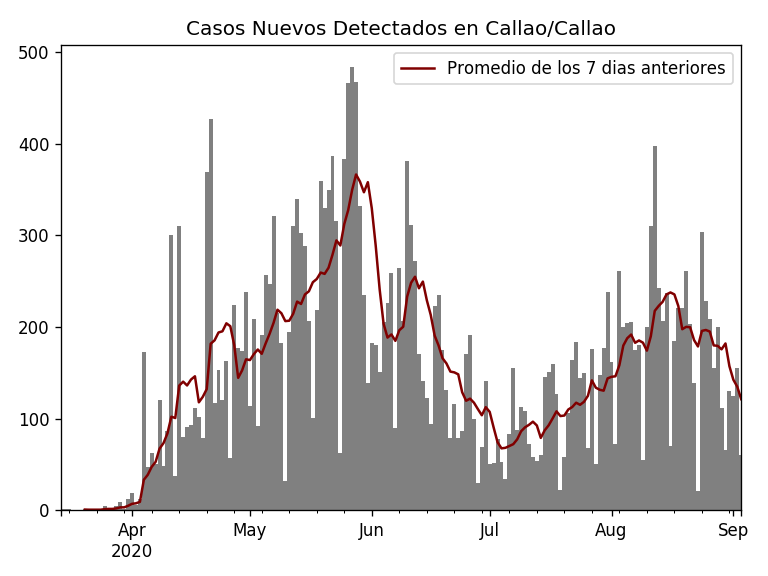 Casos Nuevos Detectados en Callao/Callao
Promedio de los 7 dias anteriores
500
400
300
200
100
0
Apr
2020
May
Jun
Jul
Aug
Sep